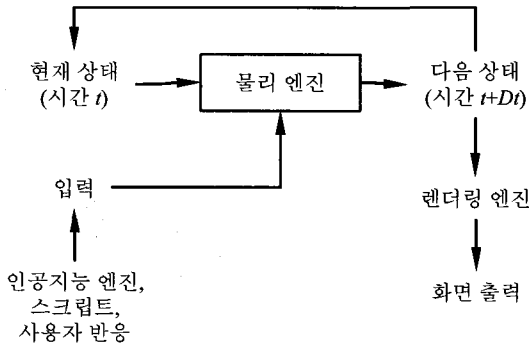 현재 상태
(시간 t)
물리 엔진
다음 상태
(시간 t+Dt)
입력
렌더링 엔진
인공지능 엔진,
스크립트,
사용자 반응
화면 출력